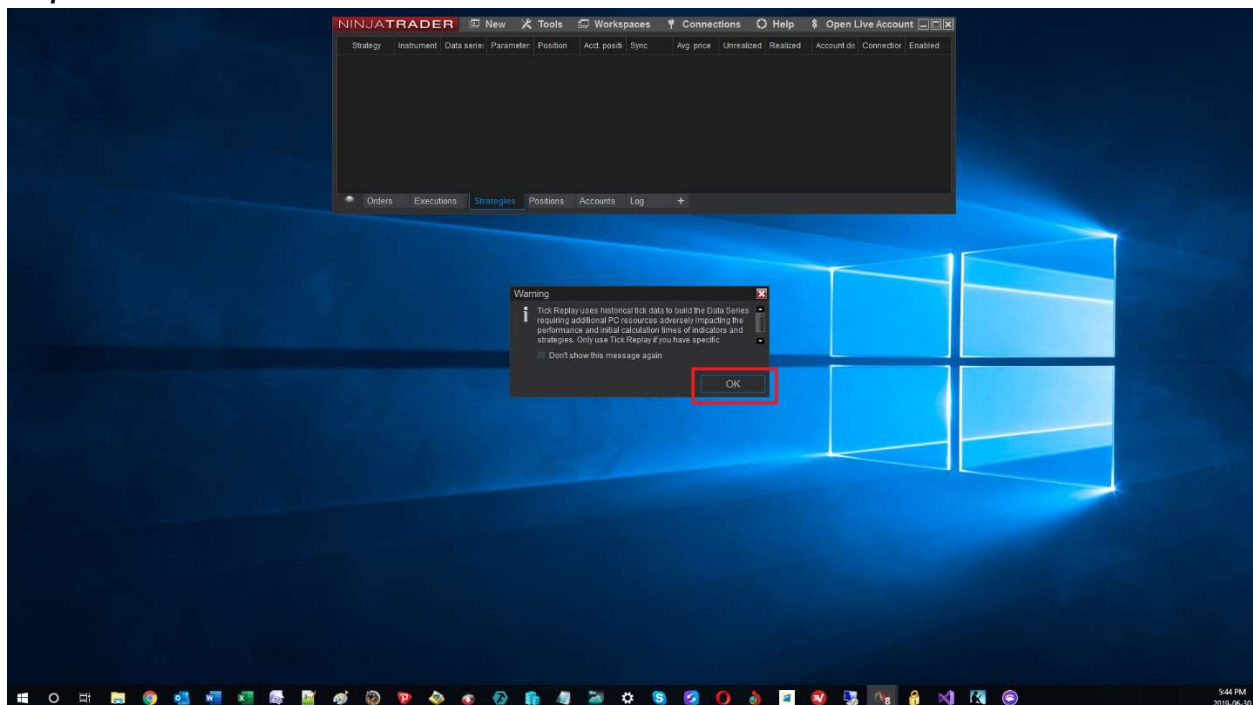 NINJATRADER New Tools Workspaces Connections Help $ Open Live Account
Strategy Instrument Data serie: Parameter. Position Acct. positi Sync Avg. price Unrealized Realized Account dis Connection Enabled
Orders Executions Strategies Positions Accounts Log +
Warning
Tick Replay uses historical tick data to build the Data Series
requiring additional PC resources adversely impacting the
performance and initial calculation times of indicators and
strategies. Only use Tick Replay if you have specific
Don't show this message again
OK
5:44 PM
2019-06-30